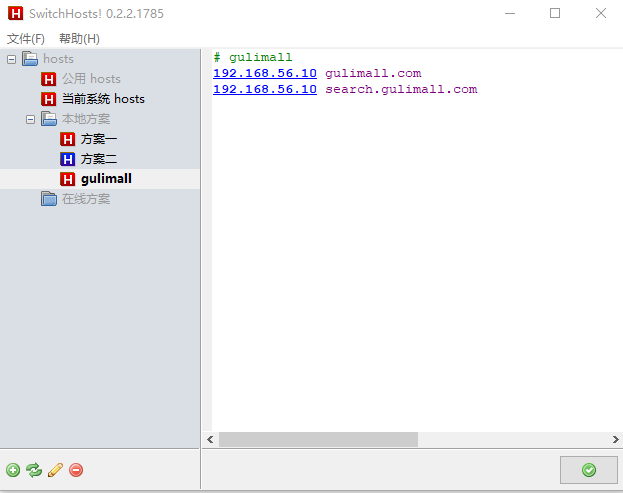 SwitchHosts! 0.2.2.1785
文件(F) 帮助(H)
hosts
公用 hosts
当前系统 hosts
本地方案
方案一
方案二
gulimall
在线方案
# gulimall
192.168.56.10 gulimall.com
192.168.56.10 search.gulimall.com